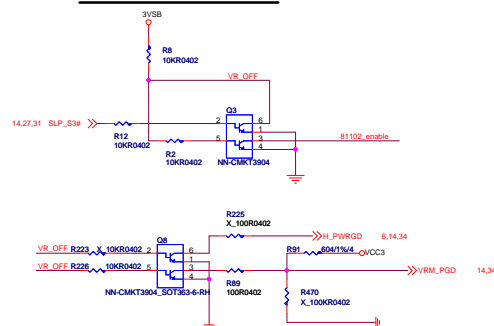 3VSB
R8
10KR0402
VR_OFF
Q3
14,27,31 SLP_S3#
2
6
1
R12
10KR0402
5
3
81102_enable
4
R2
10KR0402
NN-CMKT3904
R225
X_100R0402
H_PWRGD 6,14,34
Q8
R91 604/1%/4 VCC3
VR_OFF R223 X_10KR0402 2
6
1
VR_OFF R226 10KR0402 5
3
4
VRM_PGD 14,34
R89
100R0402
NN-CMKT3904_SOT363-6-RH
R470
X_100KR0402